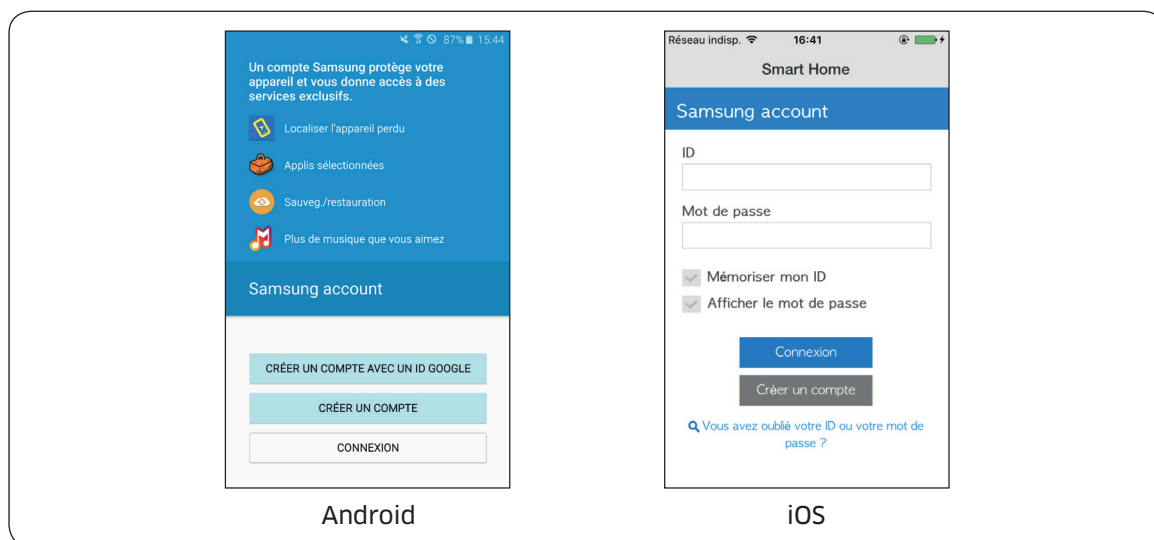 87% 15:44
Un compte Samsung protège votre
appareil et vous donne accès à des
services exclusifs.
Localiser l'appareil perdu
Applis sélectionnées
Sauveg./restauration
Plus de musique que vous aimez
Samsung account
CRÉER UN COMPTE AVEC UN ID GOOGLE
CRÉER UN COMPTE
CONNEXION
Android
Réseau indisp. 16:41
Smart Home
Samsung account
ID
Mot de passe
Mémoriser mon ID
Afficher le mot de passe
Connexion
Créer un compte
Vous avez oublié votre ID ou votre mot de
passe ?
iOS